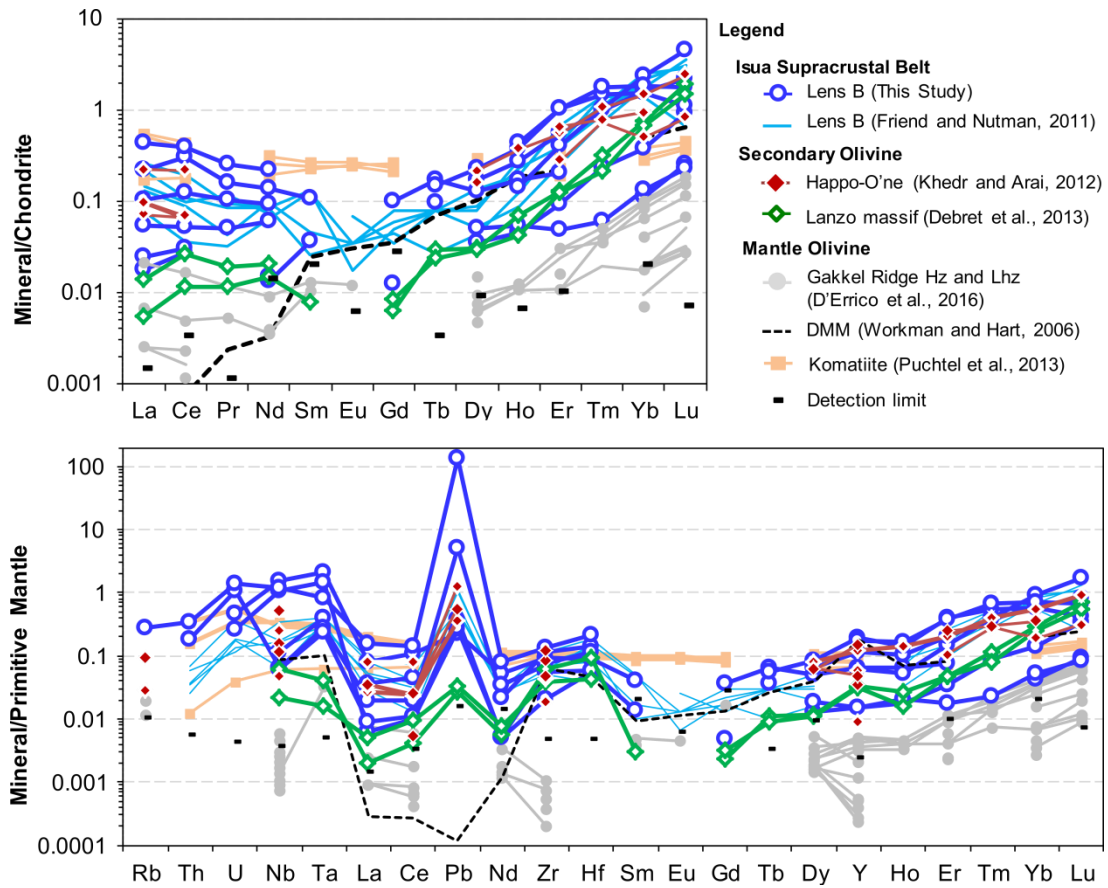 Mineral/Chondrite
10
1
0.1
0.01
0.001
La Ce Pr Nd Sm Eu Gd Tb Dy Ho Er Tm Yb Lu
Legend
Isua Supracrustal Belt
Lens B (This Study)
Lens B (Friend and Nutman, 2011)
Secondary Olivine
Happo-O'ne (Khedr and Arai, 2012)
Lanzo massif (Debret et al., 2013)
Mantle Olivine
Gakkel Ridge Hz and Lhz
(D'Errico et al., 2016)
DMM (Workman and Hart, 2006)
Komatiite (Puchtel et al., 2013)
Detection limit
Mineral/Primitive Mantle
100
10
1
0.1
0.01
0.001
0.0001
Rb Th U Nb Ta La Ce Pb Nd Zr Hf Sm Eu Gd Tb Dy Y Ho Er Tm Yb Lu